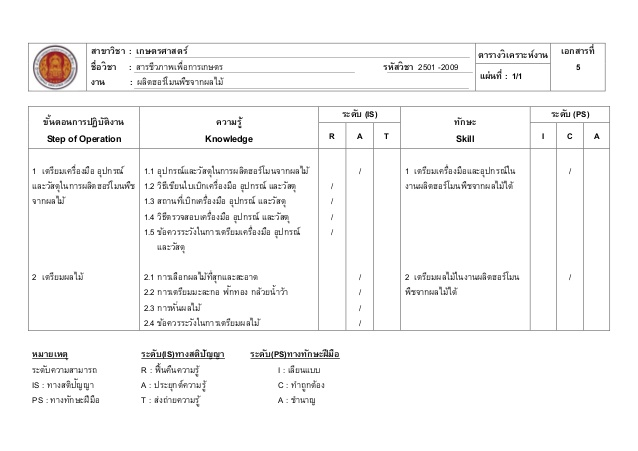 สาขาวิชา : เกษตรศาสตร์
ชื่อวิชา : สารชีวภาพเพื่อการเกษตร รหัสวิชา 2501 -2009
งาน : ผลิตฮอร์โมนพืชจากผลไม้
ตารางวิเคราะห์งาน
แผ่นที่ : 1/1
เอกสารที่
5
ขั้นตอนการปฏิบัติงาน
Step of Operation
ความรู้
Knowledge
ระดับ (IS)
R A T
ทักษะ
Skill
ระดับ (PS)
I C A
1 เตรียมเครื่องมือ อุปกรณ์
และวัสดุในการผลิตฮอร์โมนพืช
จากผลไม้
1.1 อุปกรณ์และวัสดุในการผลิตฮอร์โมนจากผลไม้ /
1.2 วิธีเขียนใบเบิกเครื่องมือ อุปกรณ์ และวัสดุ /
1.3 สถานที่เบิกเครื่องมือ อุปกรณ์ และวัสดุ /
1.4 วิธีตรวจสอบเครื่องมือ อุปกรณ์ และวัสดุ /
1.5 ข้อควรระวังในการเตรียมเครื่องมือ อุปกรณ์ /
และวัสดุ
1 เตรียมเครื่องมือและอุปกรณ์ใน /
งานผลิตฮอร์โมนพืชจากผลไม้ได้
2 เตรียมผลไม้
2.1 การเลือกผลไม้ที่สุกและสะอาด /
2.2 การเตรียมมะละกอ ฟักทอง กล้วยน้ำว้า /
2.3 การหั่นผลไม้ /
2.4 ข้อควรระวังในการเตรียมผลไม้ /
2 เตรียมผลไม้ในงานผลิตฮอร์โมน /
พืชจากผลไม้ได้
หมายเหตุ ระดับ(IS)ทางสติปัญญา ระดับ(PS)ทางทักษะฝีมือ
ระดับความสามารถ R : ฟื้นคืนความรู้ I : เลียนแบบ
IS : ทางสติปัญญา A : ประยุกต์ความรู้ C : ทำถูกต้อง
PS : ทางทักษะฝีมือ T : ส่งถ่ายความรู้ A : ชำนาญ